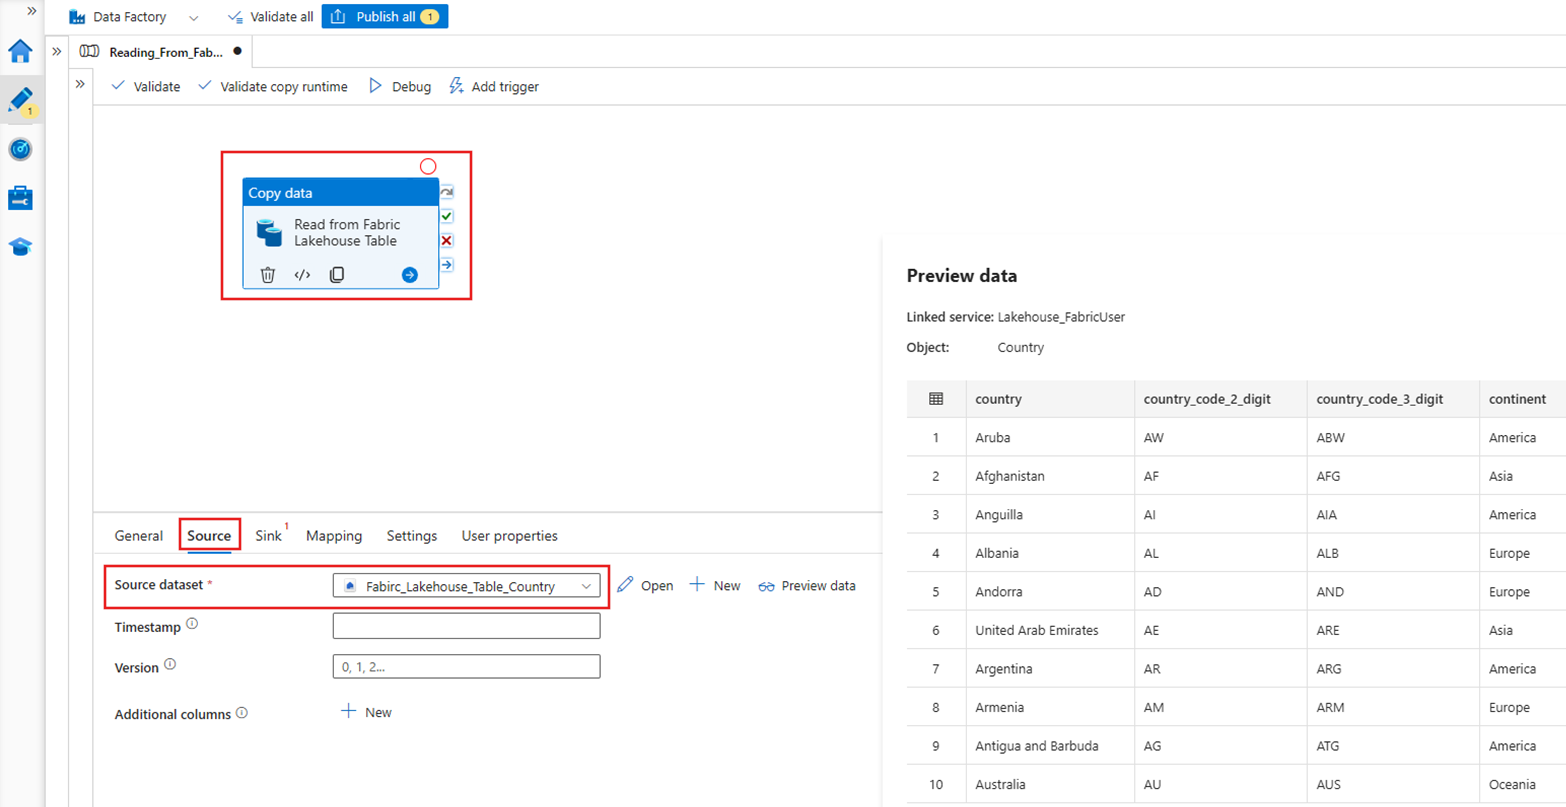 Data Factory
Validate all
Publish all 1
Reading_From_Fab...
1
Validate
Validate copy runtime
Debug
Add trigger
Copy data
Read from Fabric
Lakehouse Table
General
Source
Sink 1
Mapping
Settings
User properties
Source dataset *
Fabirc_Lakehouse_Table_Country
Open
New
Preview data
Timestamp
Version
0, 1, 2...
Additional columns
New
Preview data
Linked service: Lakehouse_FabricUser
Object: Country
country country_code_2_digit country_code_3_digit continent
1 Aruba AW ABW America
2 Afghanistan AF AFG Asia
3 Anguilla AI AIA America
4 Albania AL ALB Europe
5 Andorra AD AND Europe
6 United Arab Emirates AE ARE Asia
7 Argentina AR ARG America
8 Armenia AM ARM Europe
9 Antigua and Barbuda AG ATG America
10 Australia AU AUS Oceania